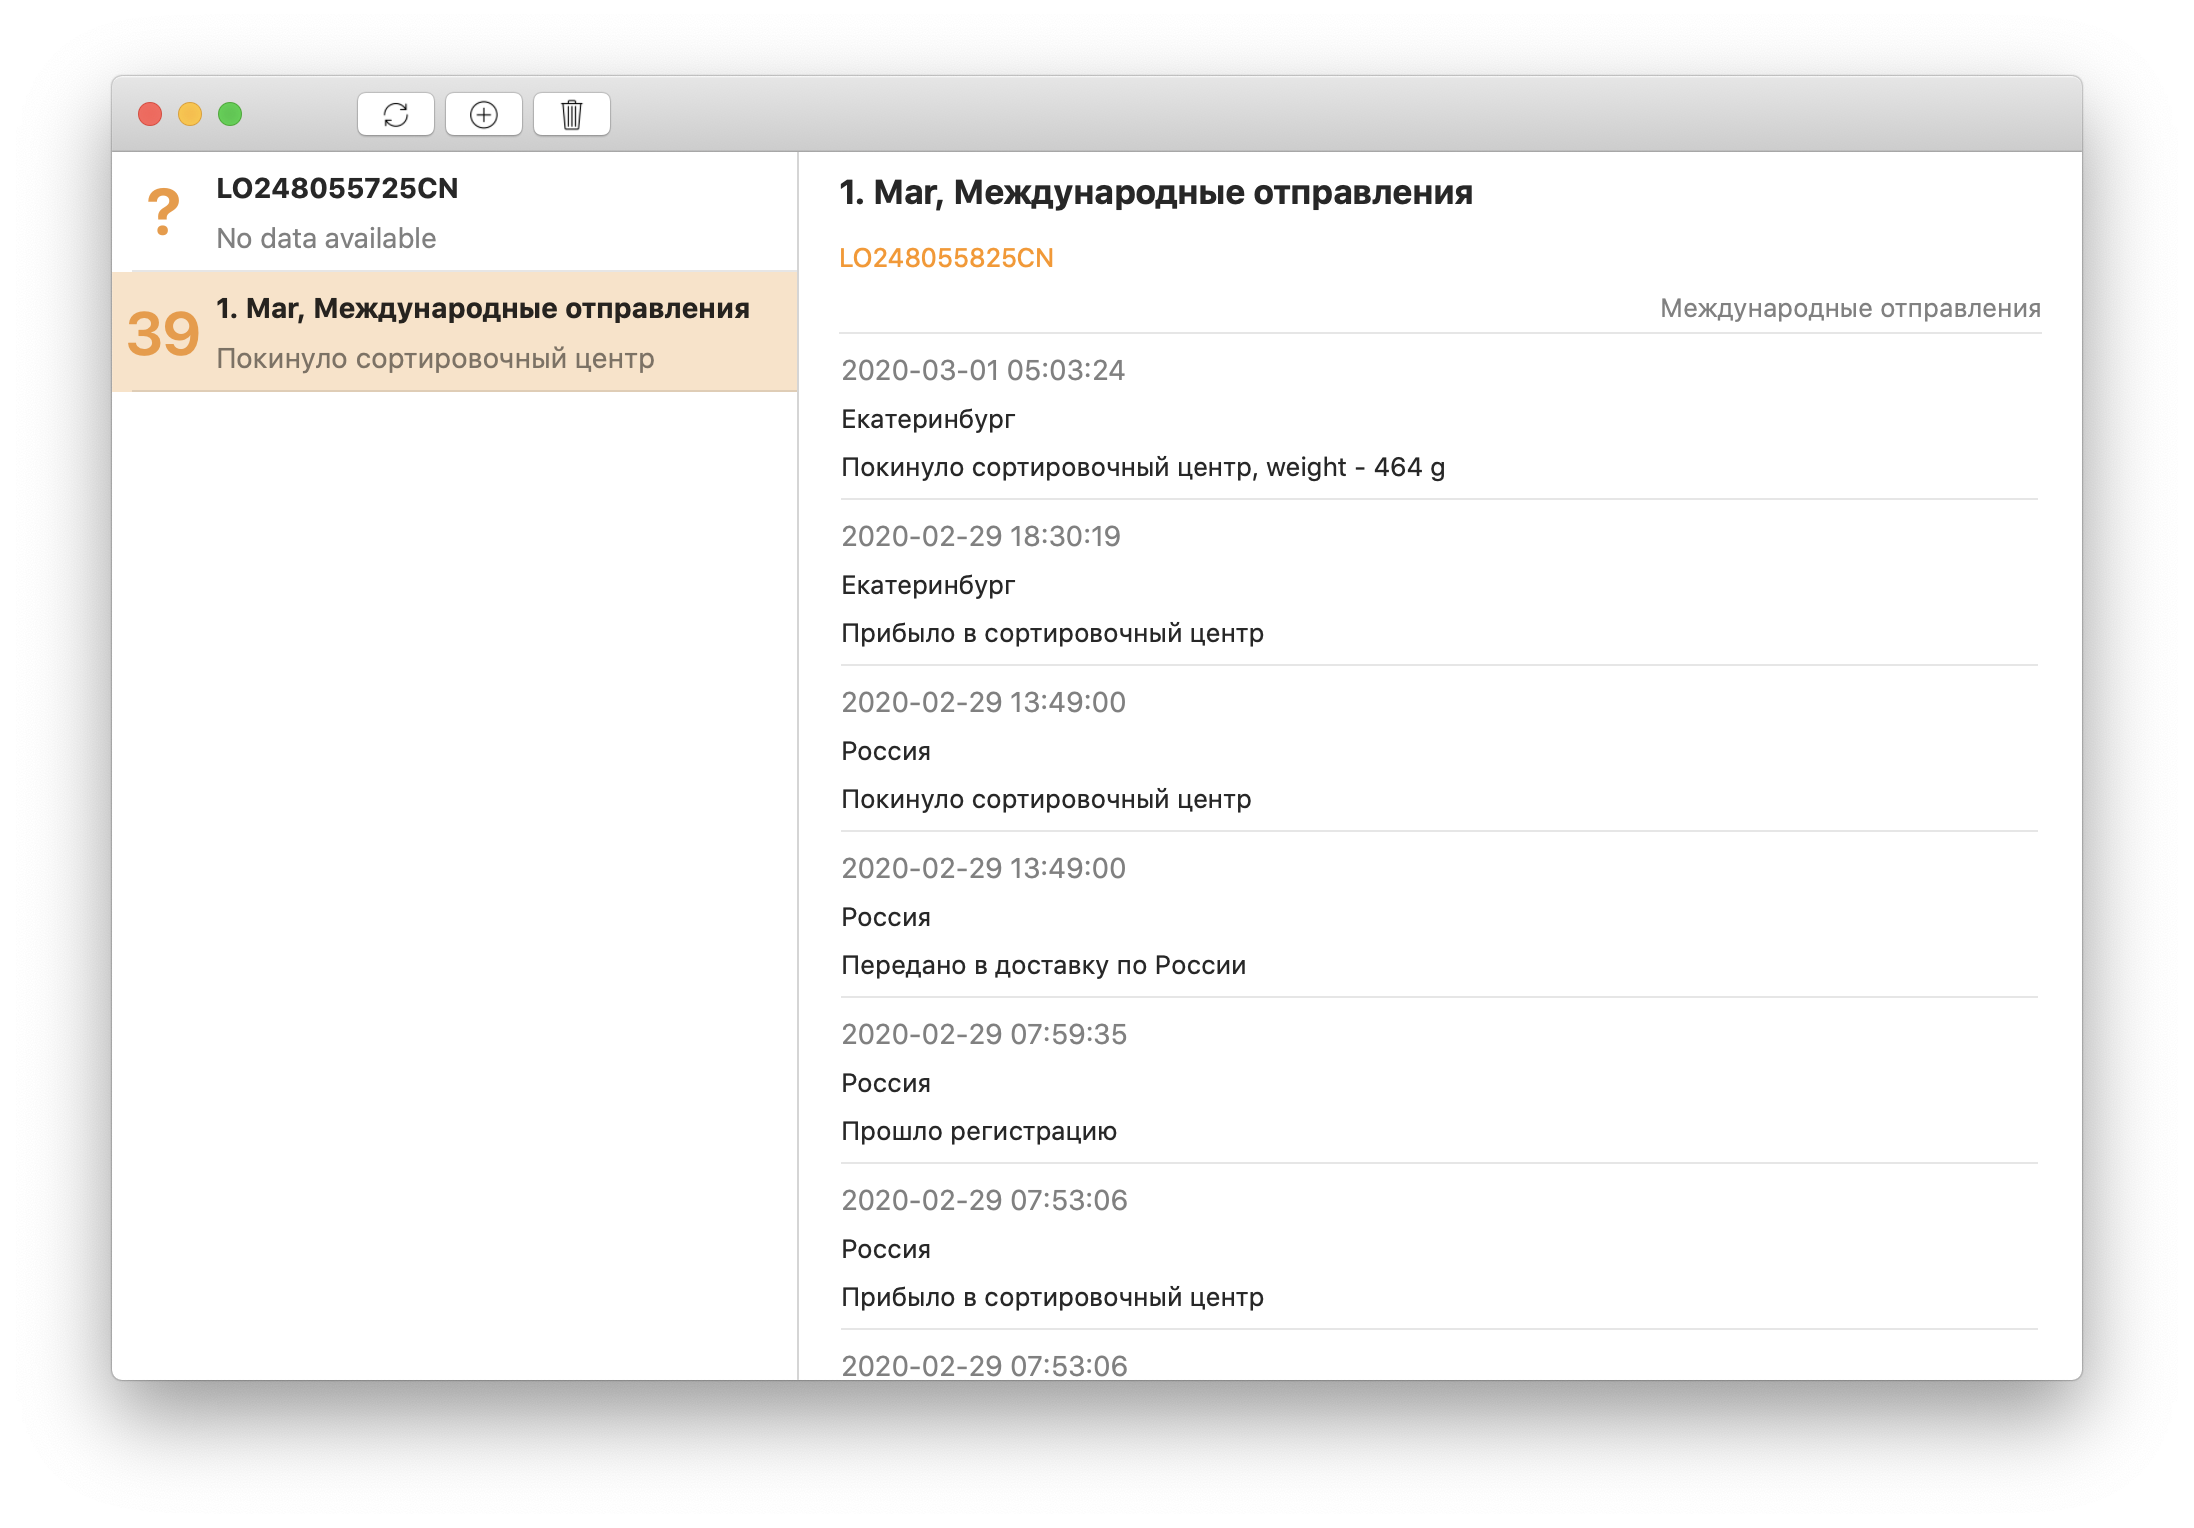 LO248055725CN
No data available
39
1. Mar, Международные отправления
Покинуло сортировочный центр
1. Mar, Международные отправления
LO248055825CN
Международные отправления
2020-03-01 05:03:24
Екатеринбург
Покинуло сортировочный центр, weight - 464 g
2020-02-29 18:30:19
Екатеринбург
Прибыло в сортировочный центр
2020-02-29 13:49:00
Россия
Покинуло сортировочный центр
2020-02-29 13:49:00
Россия
Передано в доставку по России
2020-02-29 07:59:35
Россия
Прошло регистрацию
2020-02-29 07:53:06
Россия
Прибыло в сортировочный центр
2020-02-29 07:53:06